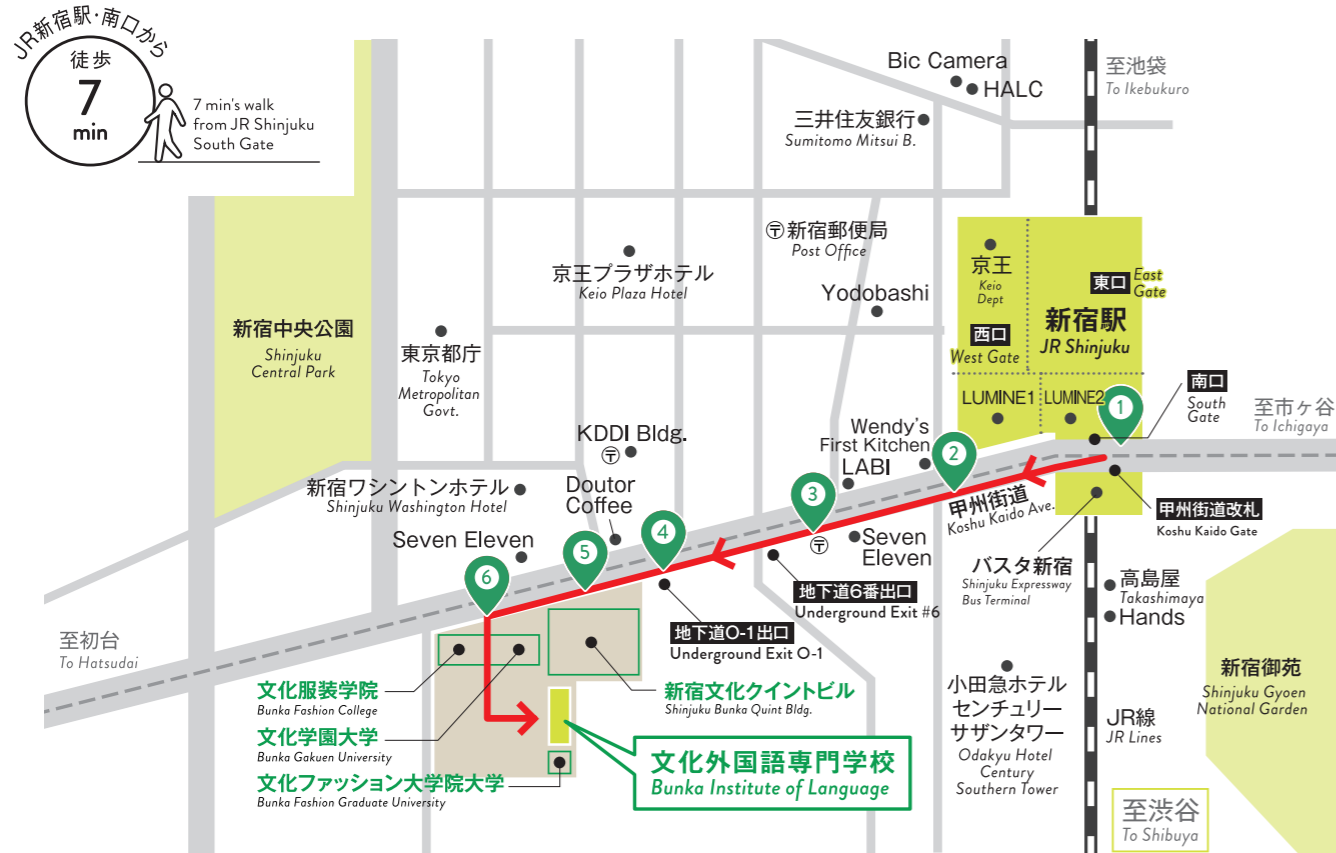 JR新宿駅・南口から
徒歩
7
min
7 min's walk
from JR Shinjuku
South Gate
Bic Camera
HALC
至池袋
To Ikebukuro
三井住友銀行
Sumitomo Mitsui B.
〒新宿郵便局
Post Office
京王プラザホテル
Keio Plaza Hotel
Yodobashi
京王
Keio
Dept
東口
East
Gate
新宿駅
JR Shinjuku
西口
West Gate
新宿中央公園
Shinjuku
Central Park
東京都庁
Tokyo
Metropolitan
Govt.
LUMINE1
LUMINE2
1
南口
South
Gate
至市ヶ谷
To Ichigaya
KDDI Bldg.
〒
Wendy's
First Kitchen
LABI
2
新宿ワシントンホテル
Shinjuku Washington Hotel
Doutor
Coffee
3
甲州街道
Koshu Kaido Ave.
甲州街道改札
Koshu Kaido Gate
Seven Eleven
4
5
6
〒
Seven
Eleven
バスタ新宿
Shinjuku Expressway
Bus Terminal
高島屋
Takashimaya
Hands
地下道6番出口
Underground Exit #6
地下道O-1出口
Underground Exit O-1
至初台
To Hatsudai
文化服装学院
Bunka Fashion College
文化学園大学
Bunka Gakuen University
文化ファッション大学院大学
Bunka Fashion Graduate University
新宿文化クイントビル
Shinjuku Bunka Quint Bldg.
文化外国語専門学校
Bunka Institute of Language
小田急ホテル
センチュリー
サザンタワー
Odakyu Hotel
Century
Southern Tower
JR線
JR Lines
新宿御苑
Shinjuku Gyoen
National Garden
至渋谷
To Shibuya